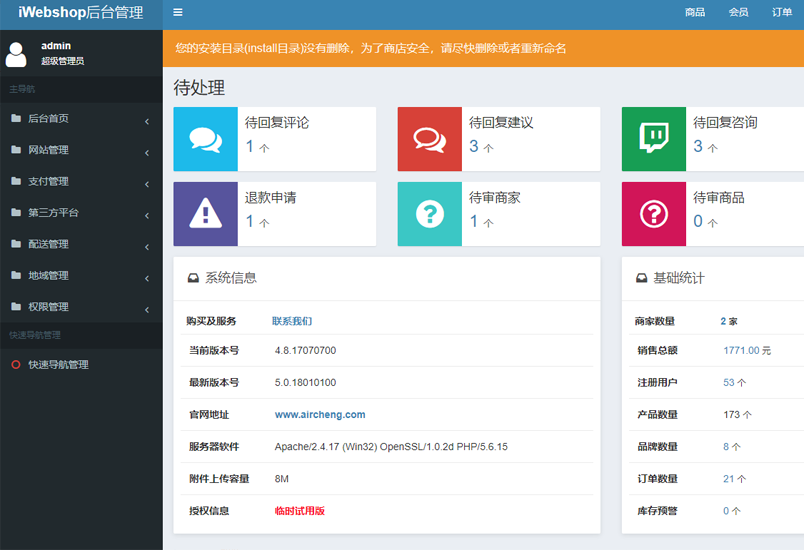 iWebshop后台管理
商品 会员 订单
admin
超级管理员
您的安装目录(install目录)没有删除，为了商店安全，请尽快删除或者重新命名
主导航
后台首页
网站管理
支付管理
第三方平台
配送管理
地域管理
权限管理
快速导航管理
快速导航管理
待处理
待回复评论
1 个
待回复建议
3 个
待回复咨询
3 个
退款申请
1 个
待审商家
1 个
待审商品
0 个
系统信息
购买及服务 联系我们
当前版本号 4.8.17070700
最新版本号 5.0.18010100
官网地址 www.aircheng.com
服务器软件 Apache/2.4.17 (Win32) OpenSSL/1.0.2d PHP/5.6.15
附件上传容量 8M
授权信息 临时试用版
基础统计
商家数量 2 家
销售总额 1771.00 元
注册用户 53 个
产品数量 173 个
品牌数量 8 个
订单数量 21 个
库存预警 0 个